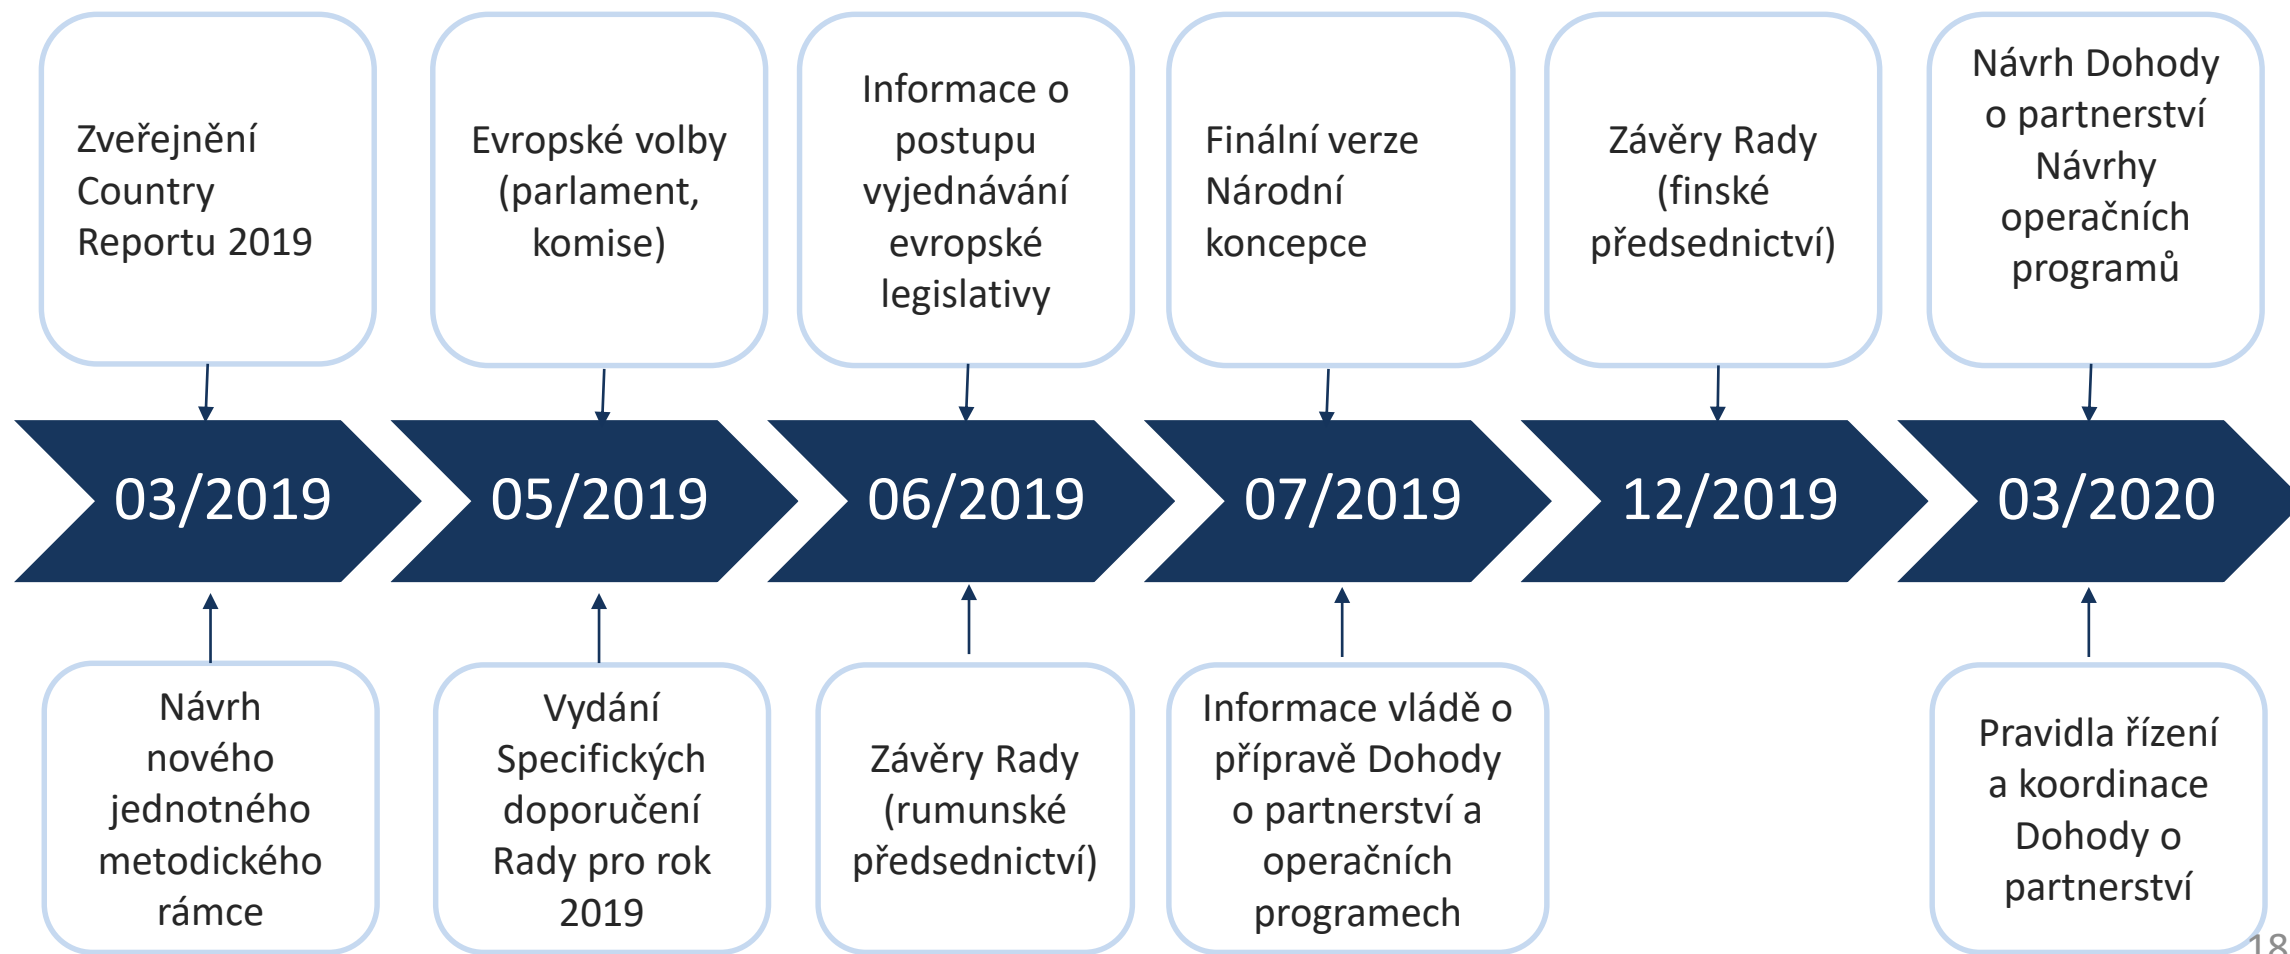 Zveřejnění
Country
Reportu 2019
Evropské volby
(parlament,
komise)
Informace o
postupu
vyjednávání
evropské
legislativy
Finální verze
Národní
koncepce
Závěry Rady
(finské
předsednictví)
Návrh Dohody
o partnerství
Návrhy
operačních
programů
03/2019
05/2019
06/2019
07/2019
12/2019
03/2020
Návrh
nového
jednotného
metodického
rámce
Vydání
Specifických
doporučení
Rady pro rok
2019
Závěry Rady
(rumunské
předsednictví)
Informace vládě o
přípravě Dohody
o partnerství a
operačních
programech
Pravidla řízení
a koordinace
Dohody o
partnerství
18